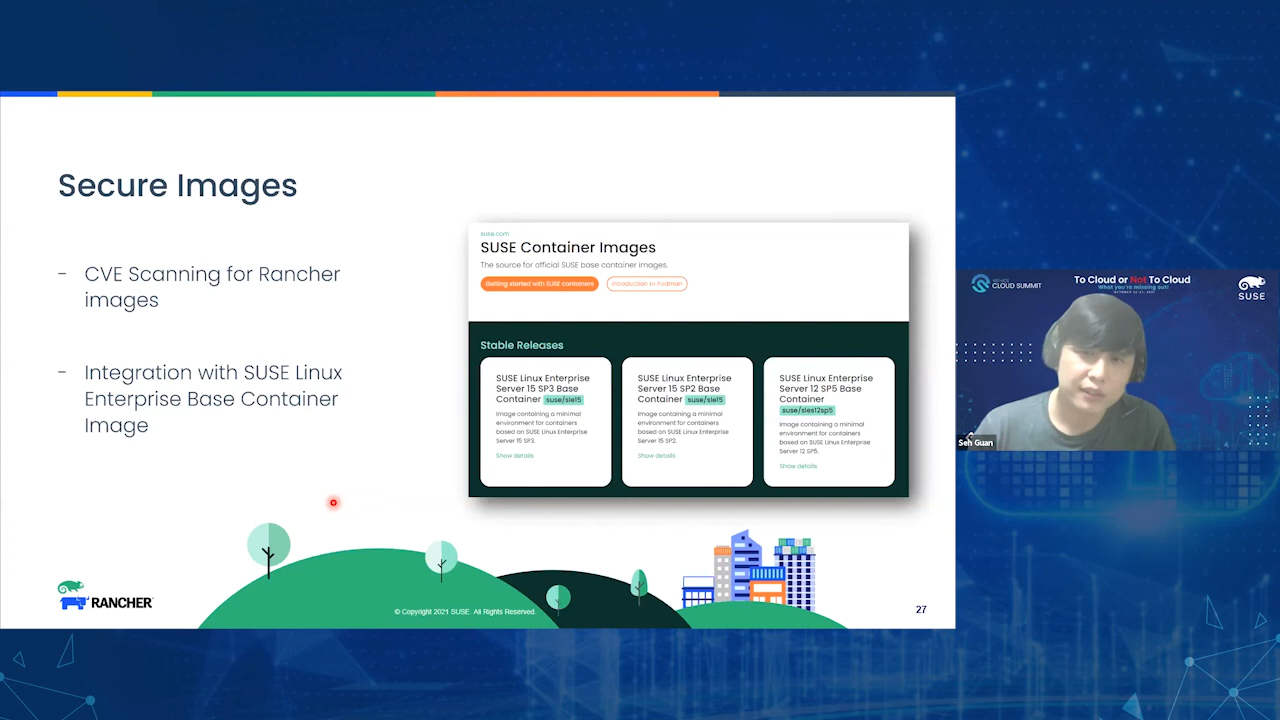 Secure Images
- CVE Scanning for Rancher
images
- Integration with SUSE Linux
Enterprise Base Container
Image
suse.com
SUSE Container Images
The source for official SUSE base container images.
Getting started with SUSE containers
Introduction to Podman
Stable Releases
SUSE Linux Enterprise
Server 15 SP3 Base
Container suse/sle15
Image containing a minimal
environment for containers
based on SUSE Linux Enterprise
Server 15 SP3.
Show details
SUSE Linux Enterprise
Server 15 SP2 Base
Container suse/sle15
Image containing a minimal
environment for containers
based on SUSE Linux Enterprise
Server 15 SP2.
Show details
SUSE Linux Enterprise
Server 12 SP5 Base
Container
suse/sles12sp5
Image containing a minimal
environment for containers
based on SUSE Linux Enterprise
Server 12 SP5.
Show details
RANCHER
© Copyright 2021 SUSE. All Rights Reserved.
27
CLOUD SUMMIT
To Cloud or Not To Cloud
What you're missing out!
SUSE
Seh Guan